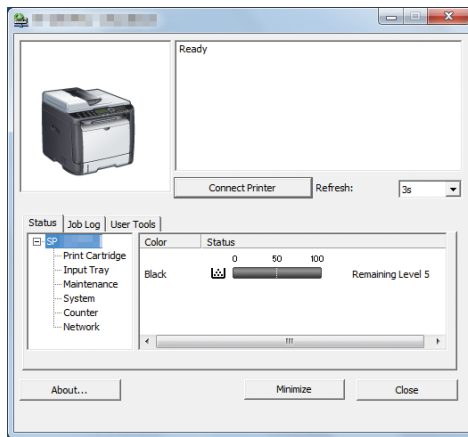 Ready
Connect Printer Refresh: 3s
Status Job Log User Tools
SP
Print Cartridge
Input Tray
Maintenance
System
Counter
Network
Color Status
0 50 100
Black Remaining Level 5
About... Minimize Close